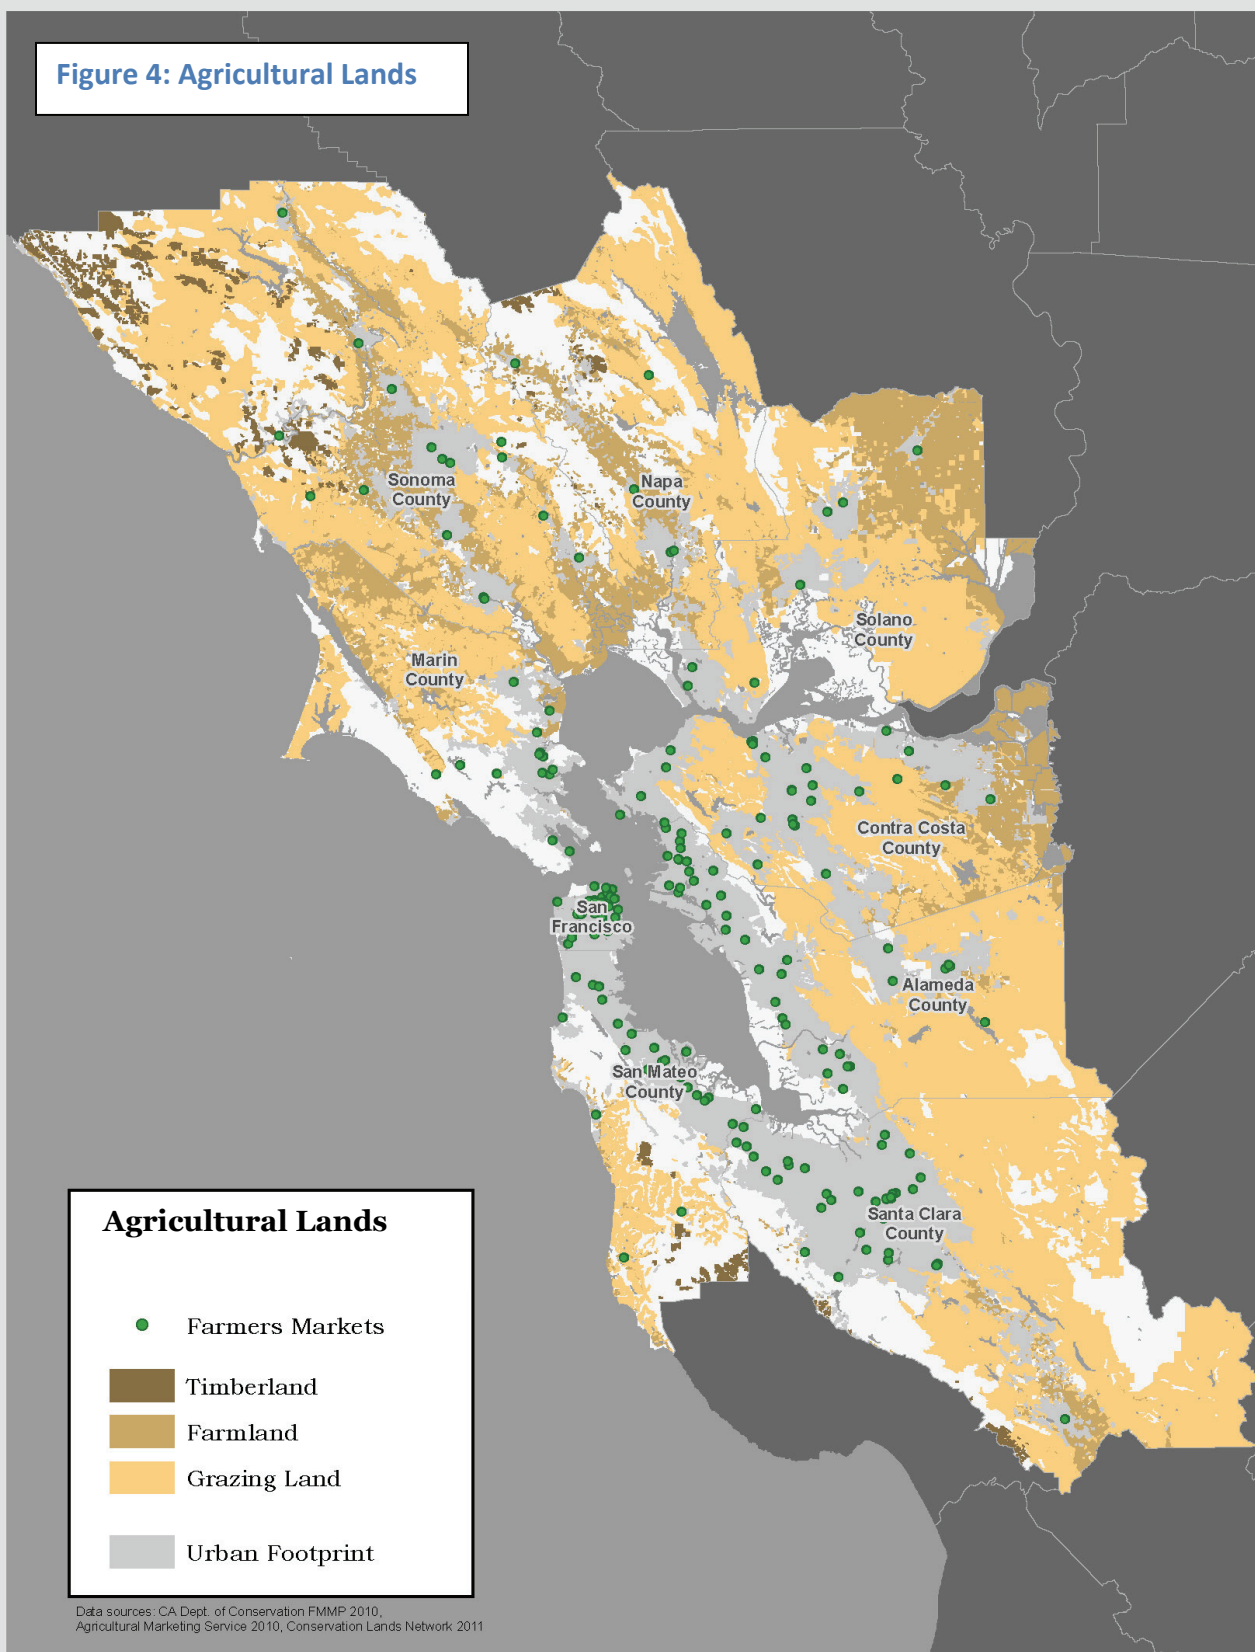 Figure 4: Agricultural Lands
Sonoma
County
Napa
County
Solano
County
Marin
County
Contra Costa
County
San
Francisco
Alameda
County
San Mateo
County
Santa Clara
County
Agricultural Lands
Farmers Markets
Timberland
Farmland
Grazing Land
Urban Footprint
Data sources: CA Dept. of Conservation FMMP 2010,
Agricultural Marketing Service 2010, Conservation Lands Network 2011